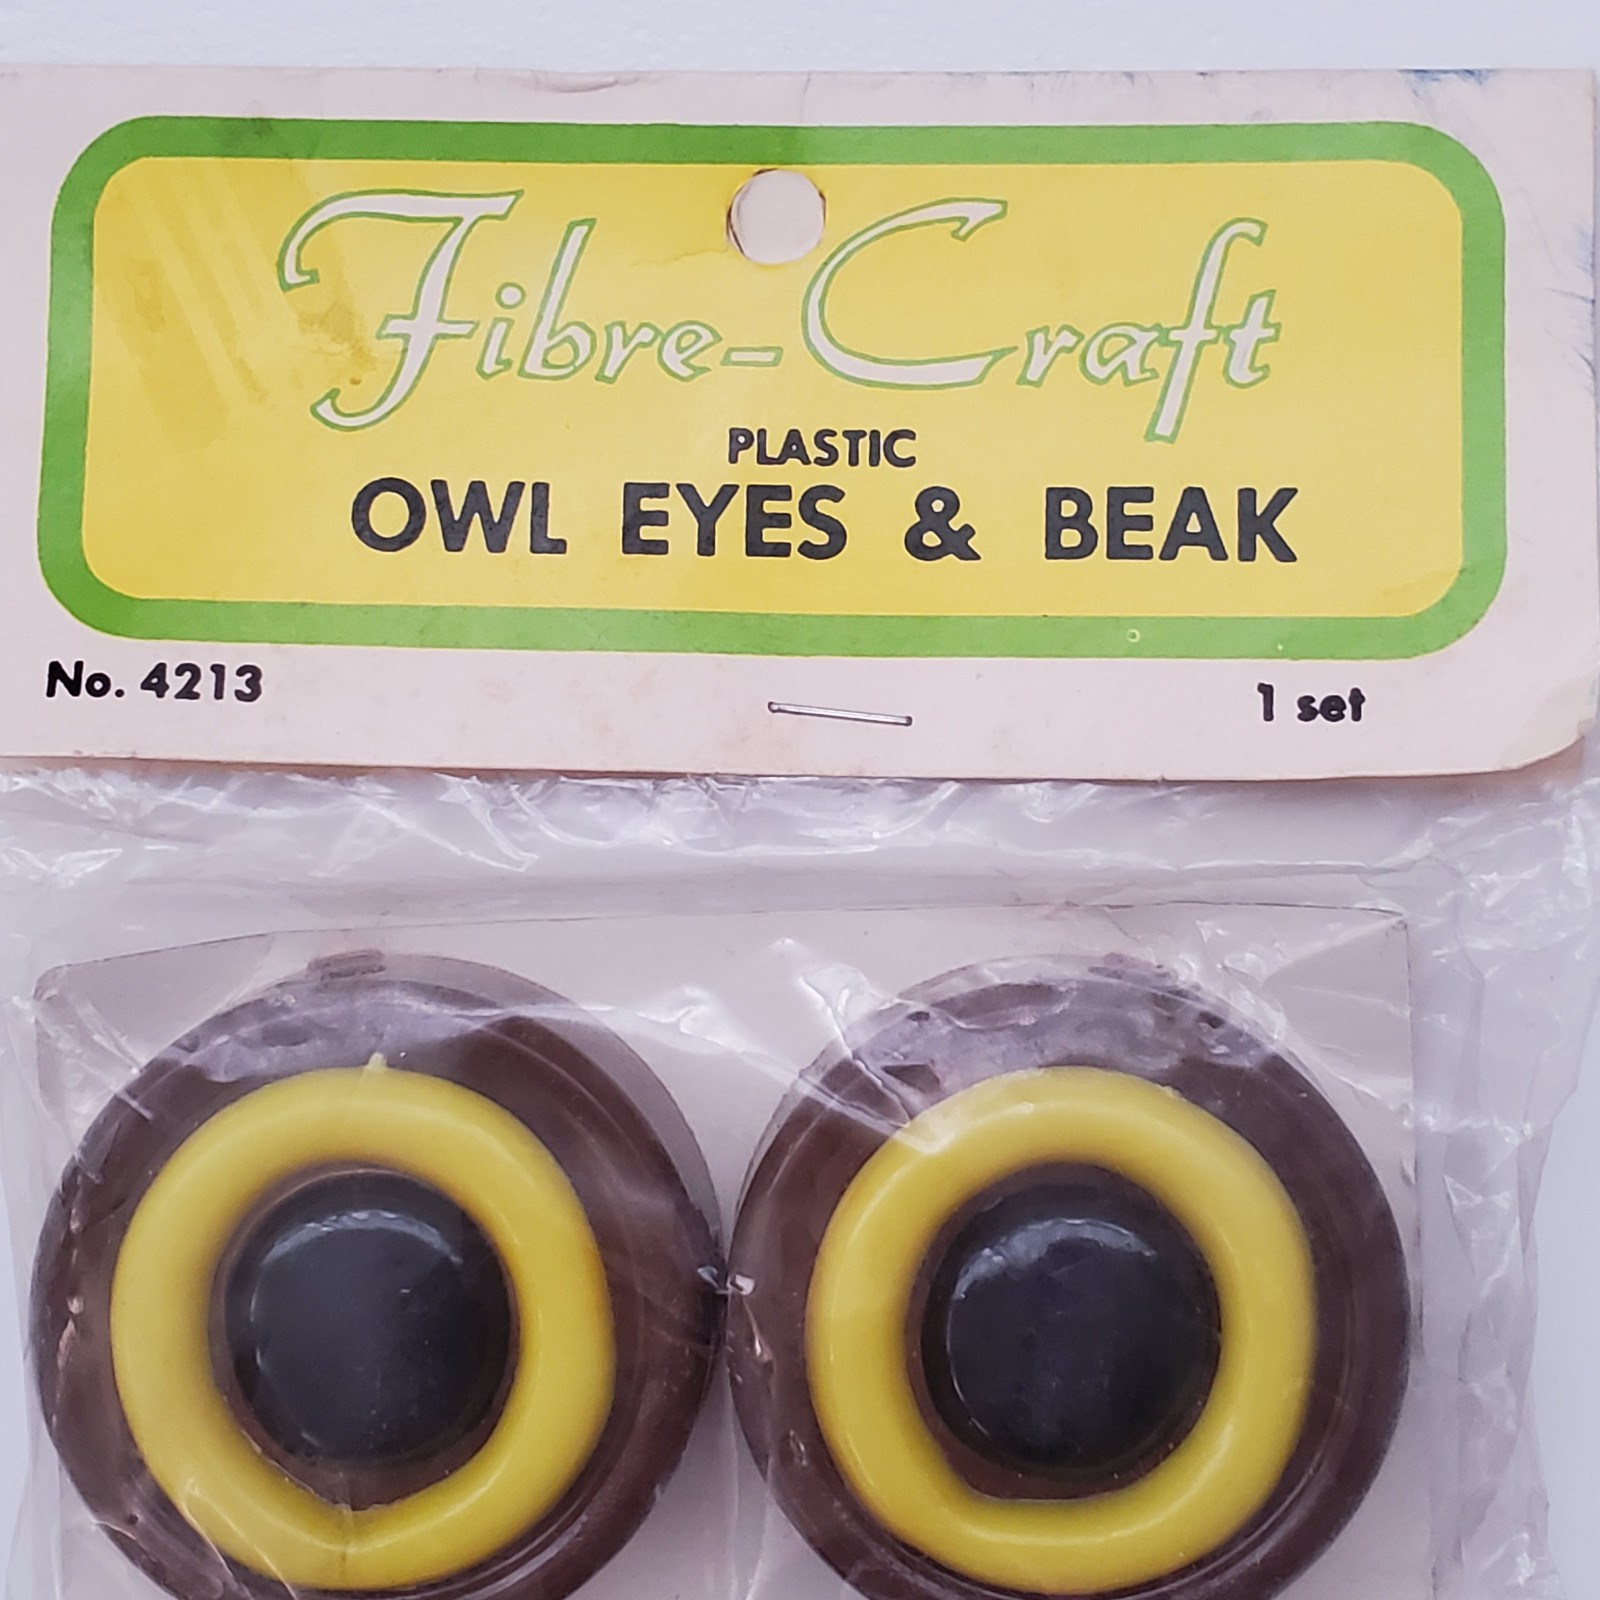 Fibre-Craft
PLASTIC
OWL EYES & BEAK
No. 4213
1 set